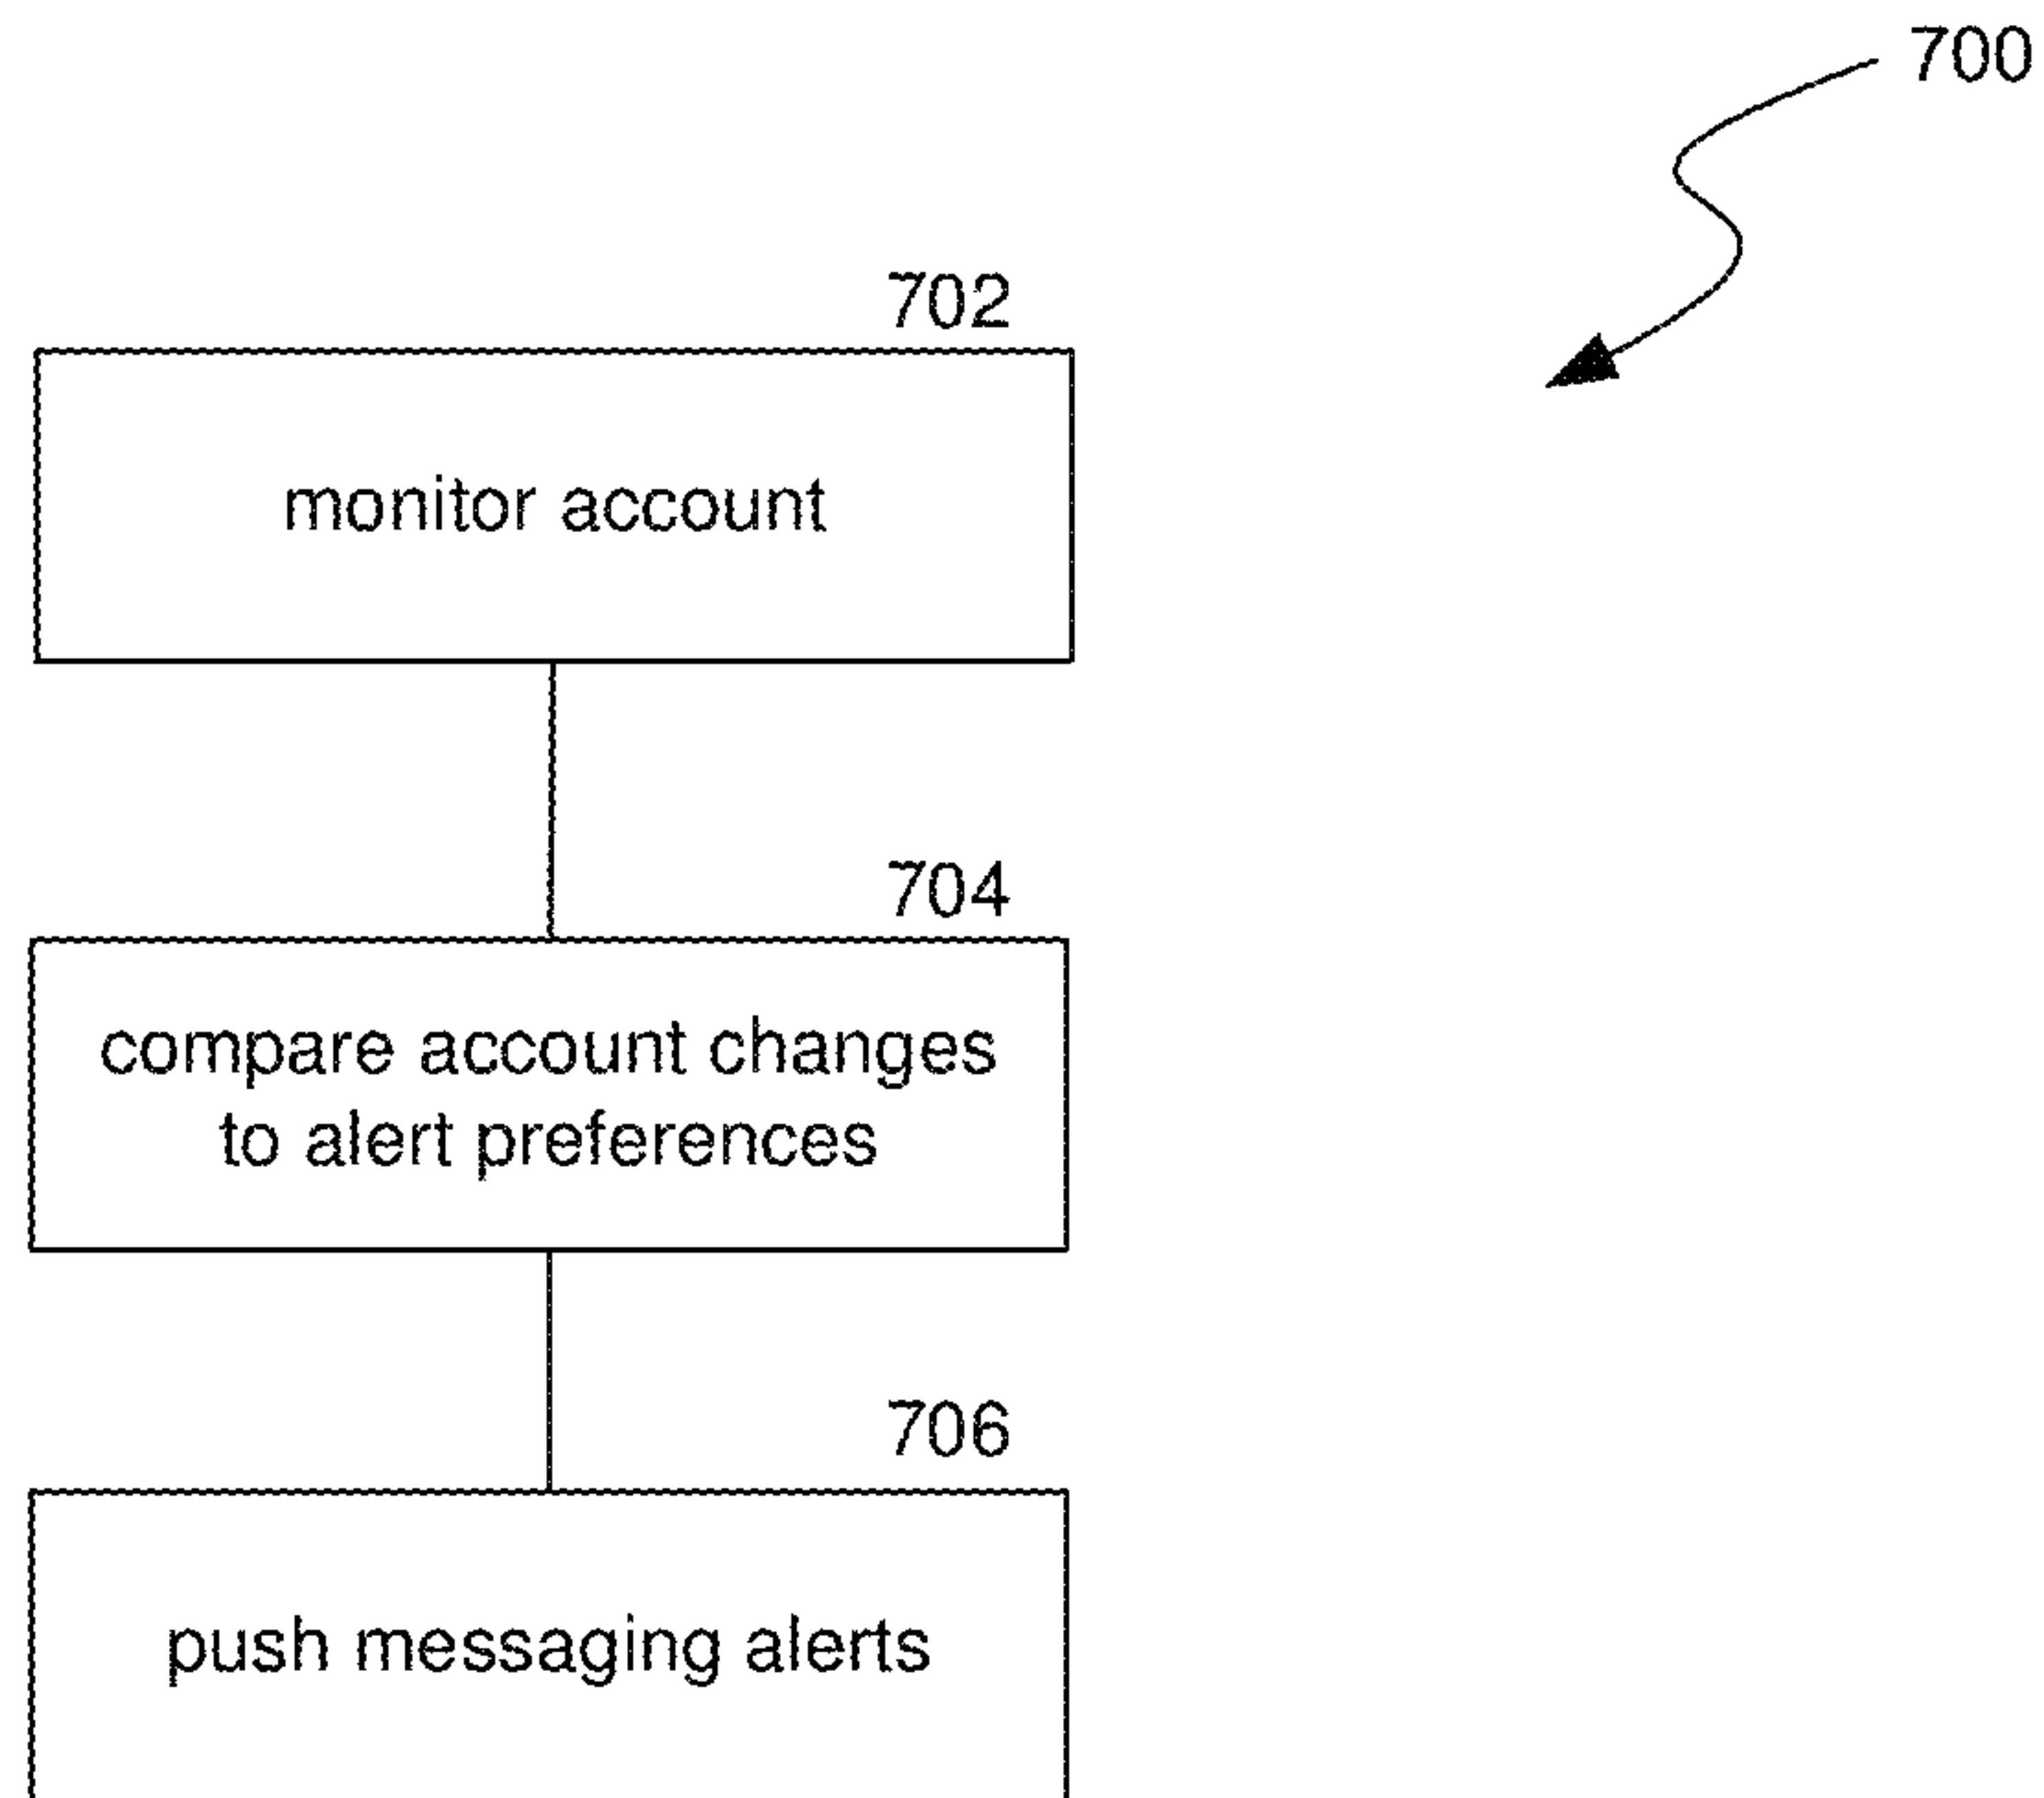 700
702
monitor account
704
compare account changes
to alert preferences
706
push messaging alerts